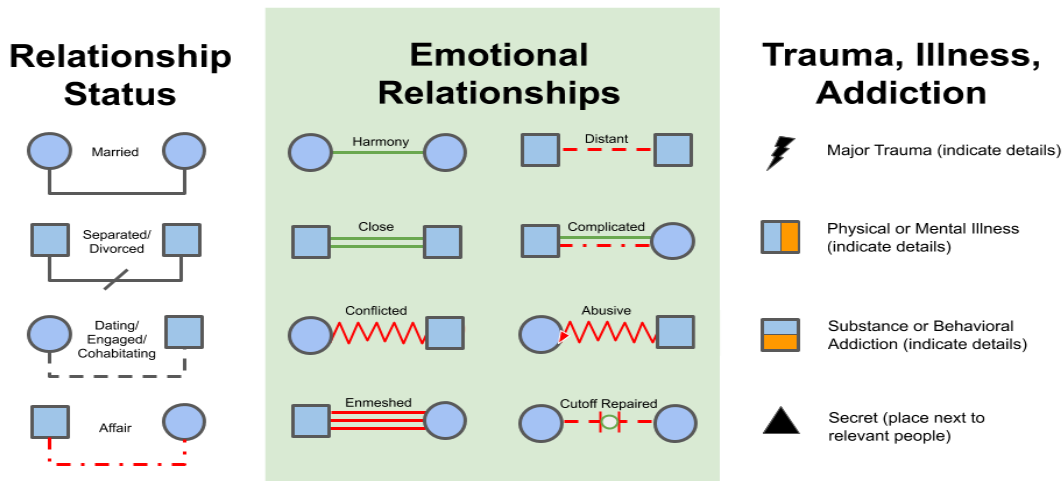 Relationship
Status
Married
Separated/
Divorced
Dating/
Engaged/
Cohabitating
Affair
Emotional
Relationships
Harmony
Distant
Close
Complicated
Conflicted
Abusive
Enmeshed
Cutoff Repaired
Trauma, Illness,
Addiction
Major Trauma (indicate details)
Physical or Mental Illness
(indicate details)
Substance or Behavioral
Addiction (indicate details)
Secret (place next to
relevant people)